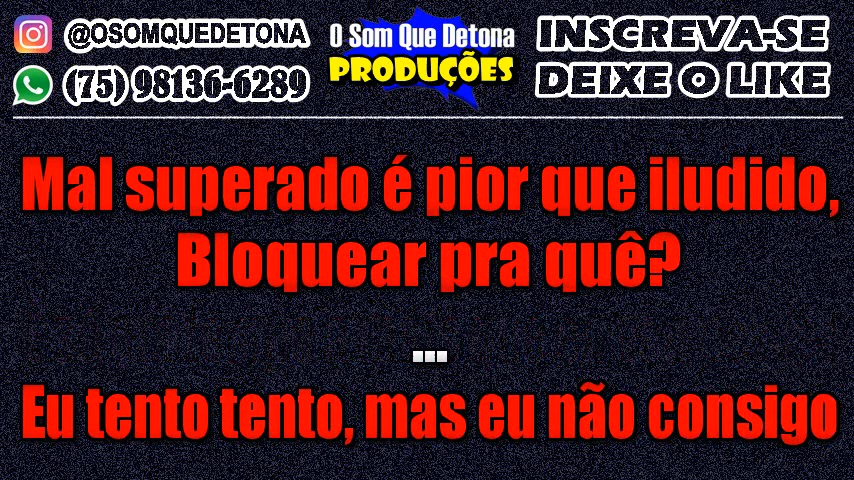 @OSOMQUEDETONA
(75) 98136-6289
O Som Que Detona
PRODUÇÕES
INSCREVA-SE
DEIXE O LIKE
Mal superado é pior que iludido,
Bloquear pra quê?
...
Eu tento tento, mas eu não consigo